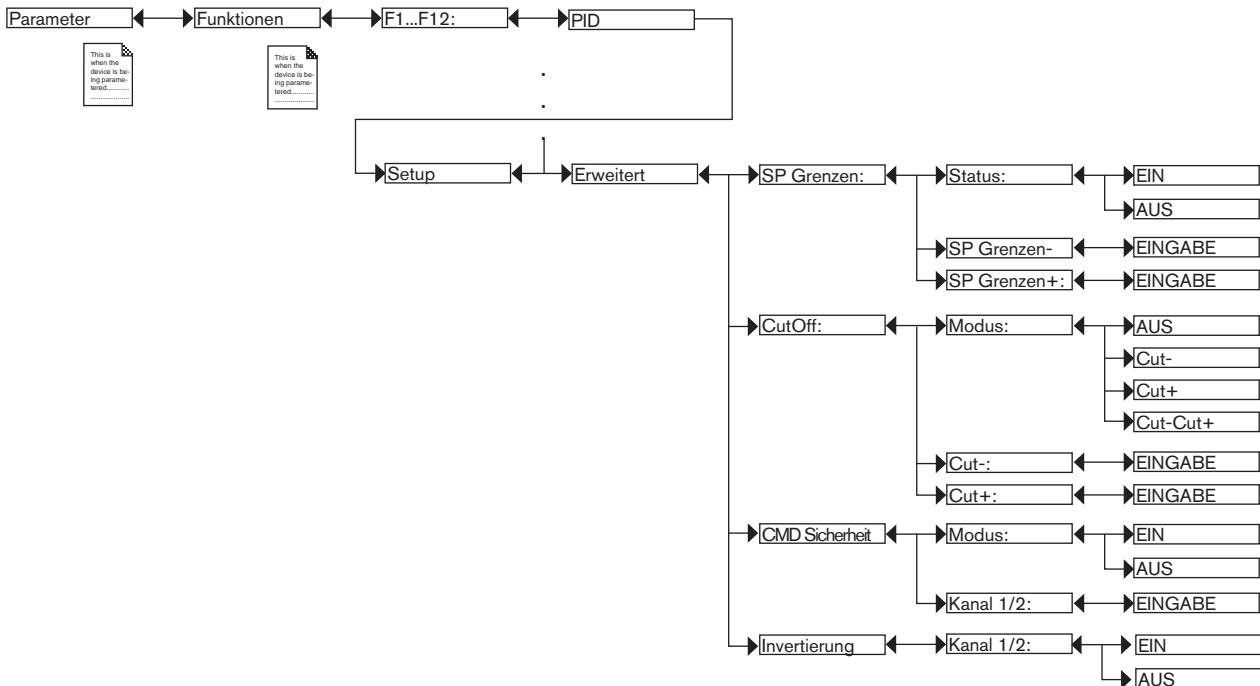 Parameter Funktionen F1...F12: PID
This is
when the
device is be-
ing parame-
tered............
......................
This is
when the
device is be-
ing parame-
tered............
......................
Setup Erweitert SP Grenzen: Status: EIN
AUS
SP Grenzen- EINGABE
SP Grenzen+: EINGABE
CutOff: Modus: AUS
Cut-
Cut+
Cut-Cut+
Cut-: EINGABE
Cut+: EINGABE
CMD Sicherheit Modus: EIN
AUS
Kanal 1/2: EINGABE
Invertierung Kanal 1/2: EIN
AUS